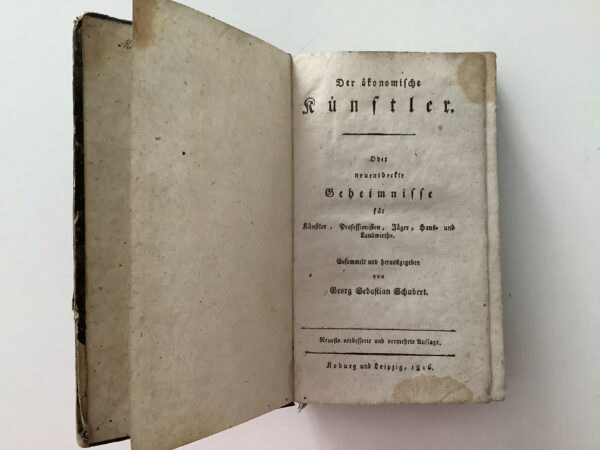 M
Der ökonomische
Künstler.
Oder
neuentdeckte
Geheimnisse
für
Künstler, Professionisten, Jäger, Haus- und
Landwirthe.
Gesammelt und herausgegeben
von
Georg Sebastian Schubert.
Neueste verbesserte und vermehrte Auflage.
Koburg und Leipzig, 1816.